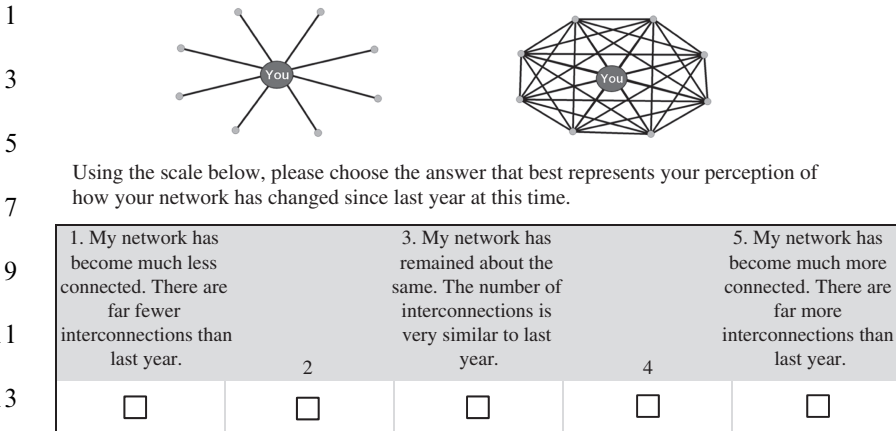 1
You
You
3
5
Using the scale below, please choose the answer that best represents your perception of
7
how your network has changed since last year at this time.
1. My network has
become much less
connected. There are
far fewer
interconnections than
last year.
2
3. My network has
remained about the
same. The number of
interconnections is
very similar to last
year.
4
5. My network has
become much more
connected. There are
far more
interconnections than
last year.
9
1
3